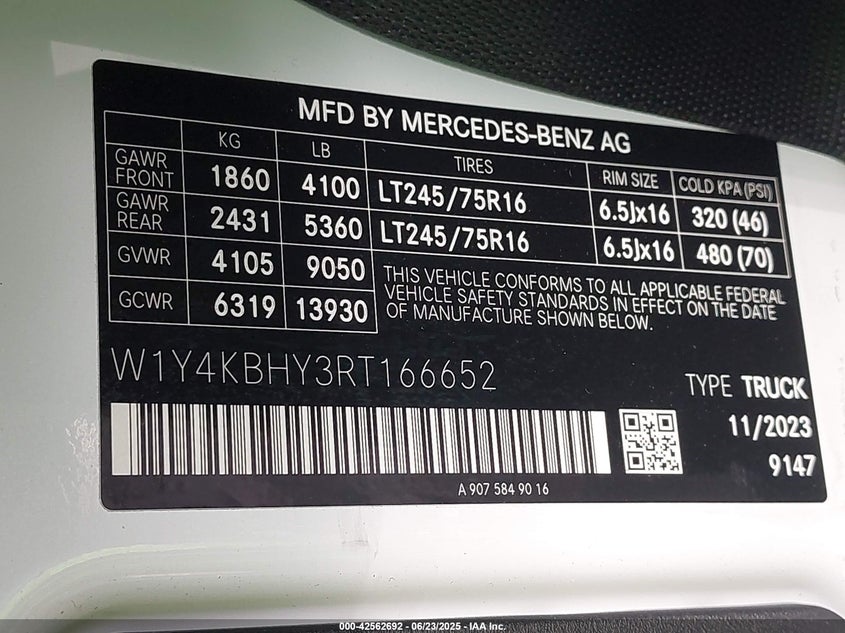 MFD BY MERCEDES-BENZ AG
KG LB TIRES RIM SIZE COLD KPA (PSI)
GAWR FRONT 1860 4100 LT245/75R16 6.5Jx16 320 (46)
GAWR REAR 2431 5360 LT245/75R16 6.5Jx16 480 (70)
GVWR 4105 9050
GCWR 6319 13930
THIS VEHICLE CONFORMS TO ALL APPLICABLE FEDERAL
VEHICLE SAFETY STANDARDS IN EFFECT ON THE DATE
OF MANUFACTURE SHOWN BELOW.
W1Y4KBHY3RT166652
TYPE TRUCK
11/2023
9147
A 907 584 90 16
000-42562692 - 06/23/2025 - IAA Inc.